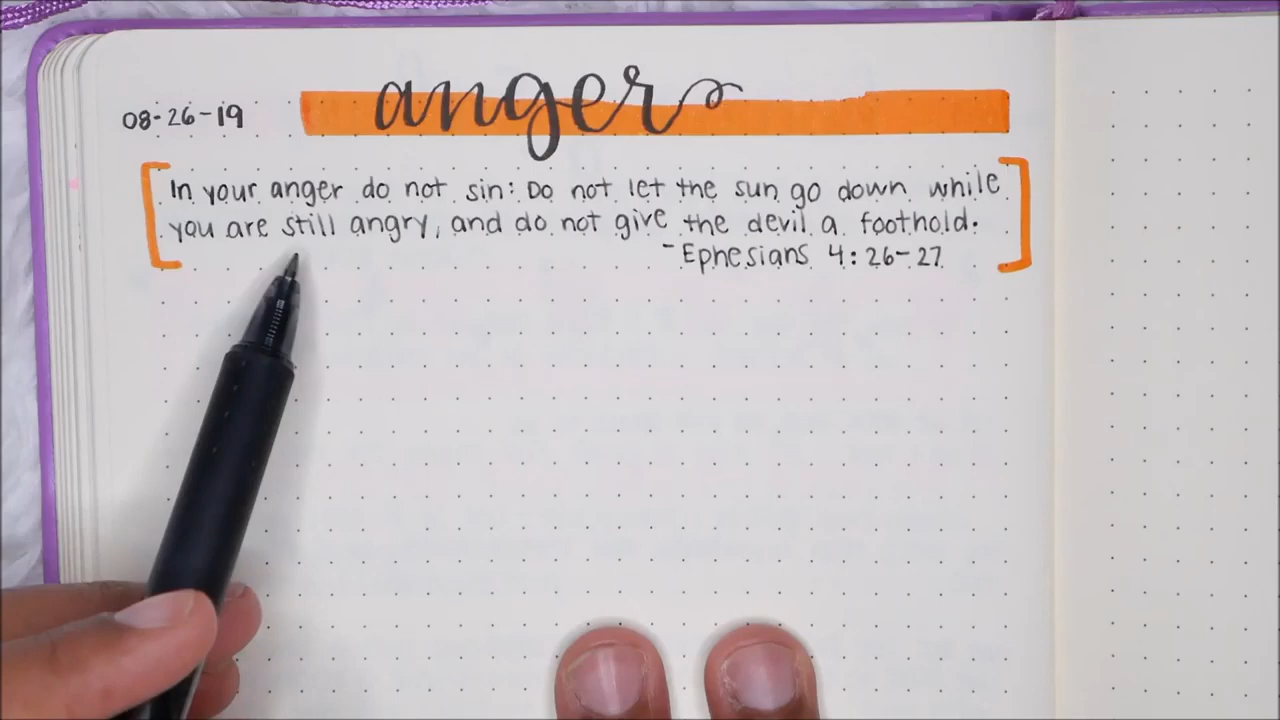 anger
08-26-19
In your anger do not sin: Do not let the sun go down while
you are still angry, and do not give the devil a foothold.
-Ephesians 4:26-27